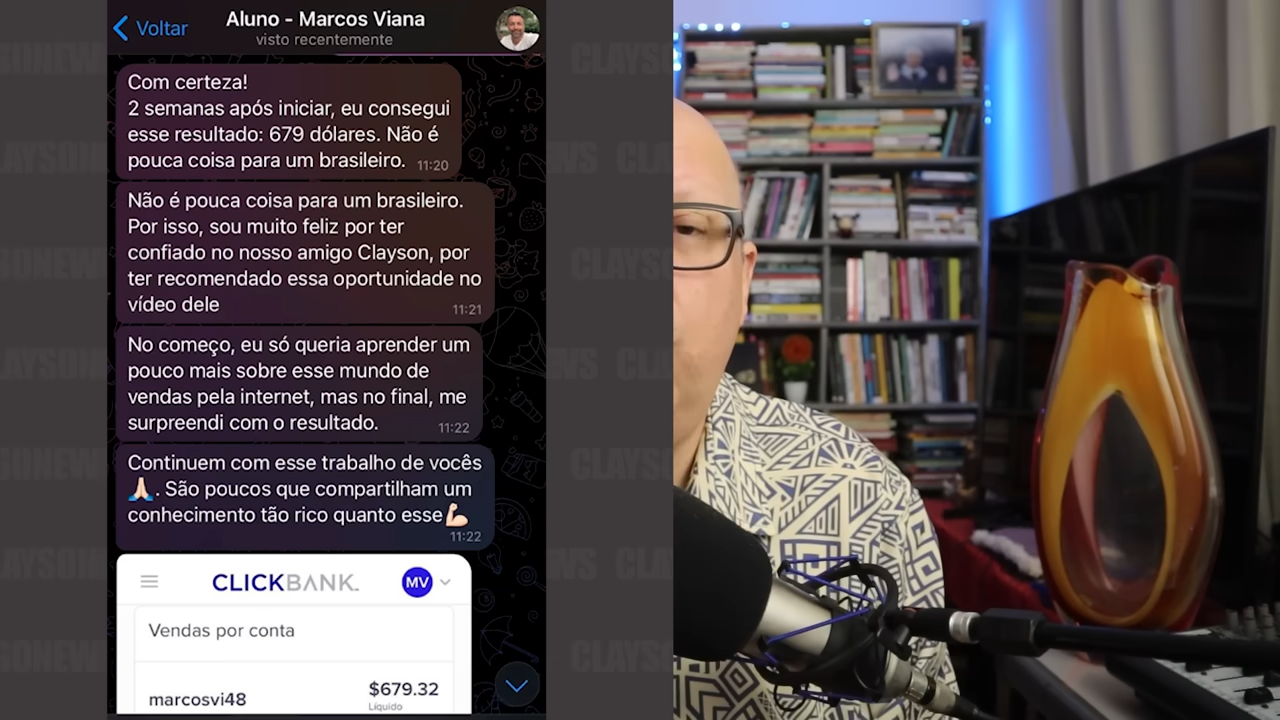 Voltar
Aluno - Marcos Viana
visto recentemente
Com certeza!
2 semanas após iniciar, eu consegui
esse resultado: 679 dólares. Não é
pouca coisa para um brasileiro. 11:20
Não é pouca coisa para um brasileiro.
Por isso, sou muito feliz por ter
confiado no nosso amigo Clayson, por
ter recomendado essa oportunidade no
vídeo dele 11:21
No começo, eu só queria aprender um
pouco mais sobre esse mundo de
vendas pela internet, mas no final, me
surpreendi com o resultado. 11:22
Continuem com esse trabalho de vocês
🙏🏻. São poucos que compartilham um
conhecimento tão rico quanto esse💪🏻
11:22
CLICKBANK.
MV
Vendas por conta
marcosvi48
$679.32
Líquido